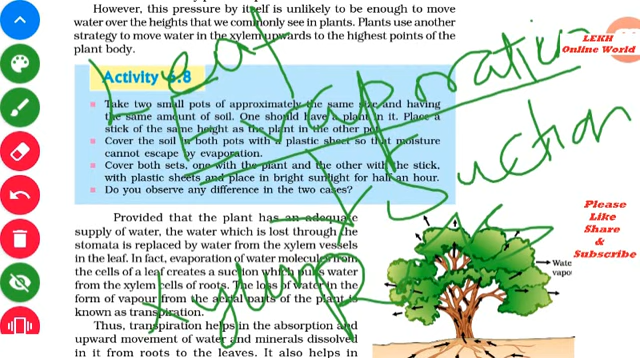 However, this pressure by itself is unlikely to be enough to move
water over the heights that we commonly see in plants. Plants use another
strategy to move water in the xylem upwards to the highest points of the
plant body.
Activity 6.8
Take two small pots of approximately the same size and having
the same amount of soil. One should have a plant in it. Place a
stick of the same height as the plant in the other pot.
Cover the soil in both pots with a plastic sheet so that moisture
cannot escape by evaporation.
Cover both sets, one with the plant and the other with the stick,
with plastic sheets and place in bright sunlight for half an hour.
Do you observe any difference in the two cases?
Provided that the plant has an adequate
supply of water, the water which is lost through the
stomata is replaced by water from the xylem vessels
in the leaf. In fact, evaporation of water molecules from
the cells of a leaf creates a suction which pulls water
from the xylem cells of roots. The loss of water in the
form of vapour from the aerial parts of the plant is
known as transpiration.
Thus, transpiration helps in the absorption and
upward movement of water and minerals dissolved
in it from roots to the leaves. It also helps in
Leaf
Evaporation
Suction
Xylum
LEKH
Online World
Please
Like
Share
&
Subscribe
Wate
vapo